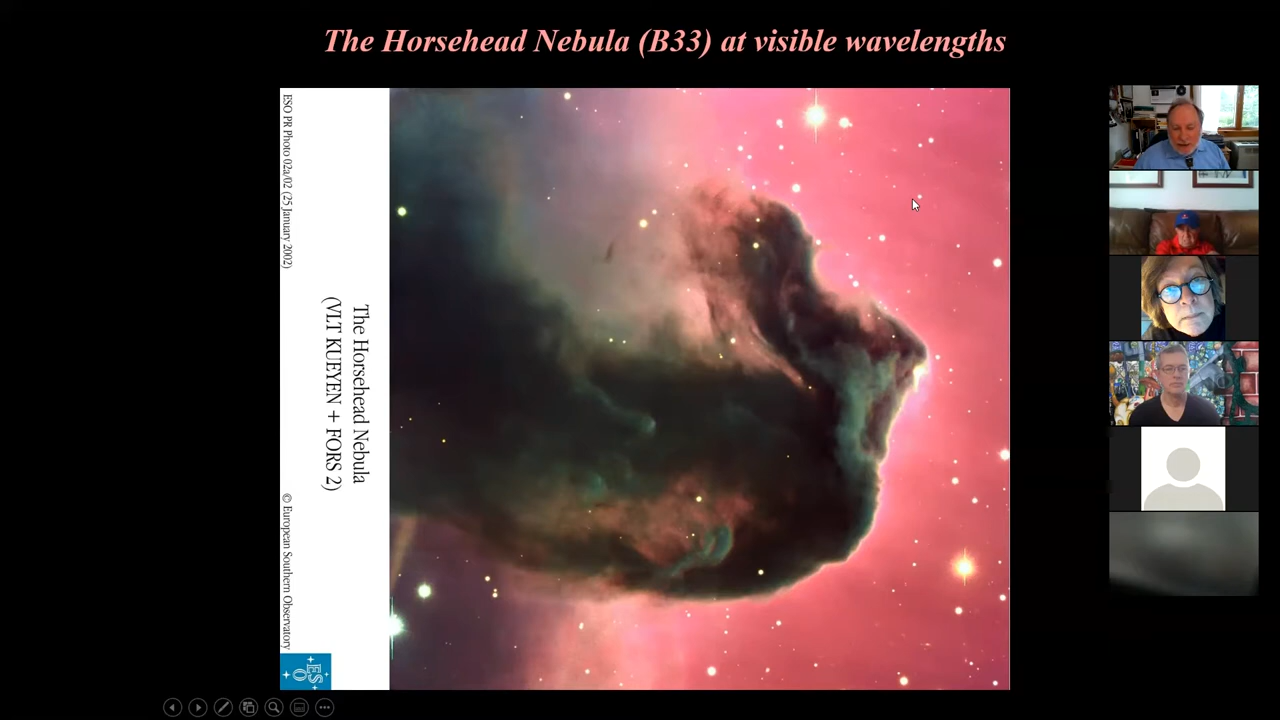 The Horsehead Nebula (B33) at visible wavelengths
ESO PR Photo 02a/02 (25 January 2002)
The Horsehead Nebula
(VLT KUEYEN + FORS 2)
© European Southern Observatory
ES
O